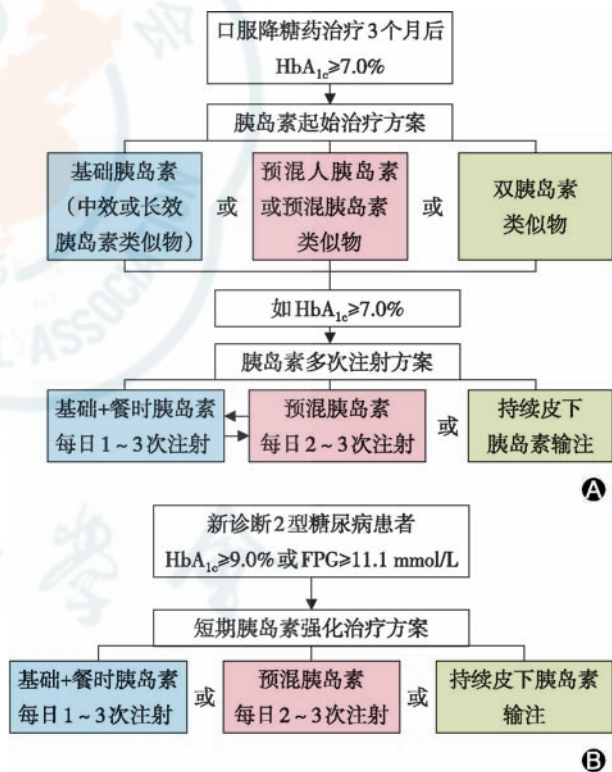 口服降糖药治疗3个月后
HbA1c≥7.0%
胰岛素起始治疗方案
基础胰岛素
（中效或长效
胰岛素类似物）
或
预混人胰岛素
或预混胰岛素
类似物
或
双胰岛素
类似物
如HbA1c≥7.0%
胰岛素多次注射方案
基础+餐时胰岛素
每日1~3次注射
预混胰岛素
每日2~3次注射
或
持续皮下
胰岛素输注
A
新诊断2型糖尿病患者
HbA1c≥9.0%或FPG≥11.1 mmol/L
短期胰岛素强化治疗方案
基础+餐时胰岛素
每日1~3次注射
或
预混胰岛素
每日2~3次注射
或
持续皮下胰岛素
输注
B
会
L ASSOCIATION
学会